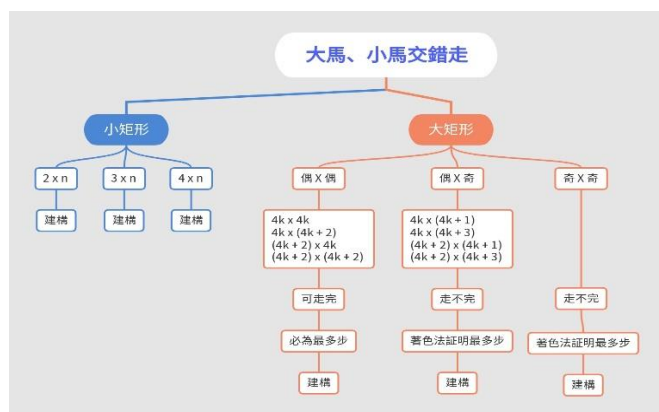 大馬、小馬交錯走
小矩形
大矩形
2 x n
3 x n
4 x n
偶X偶
偶X奇
奇X奇
建構
建構
建構
4k x 4k
4k x (4k + 2)
(4k + 2) x 4k
(4k + 2) x (4k + 2)
4k x (4k + 1)
4k x (4k + 3)
(4k + 2) x (4k + 1)
(4k + 2) x (4k + 3)
可走完
走不完
走不完
必為最多步
著色法証明最多步
著色法証明最多步
建構
建構
建構